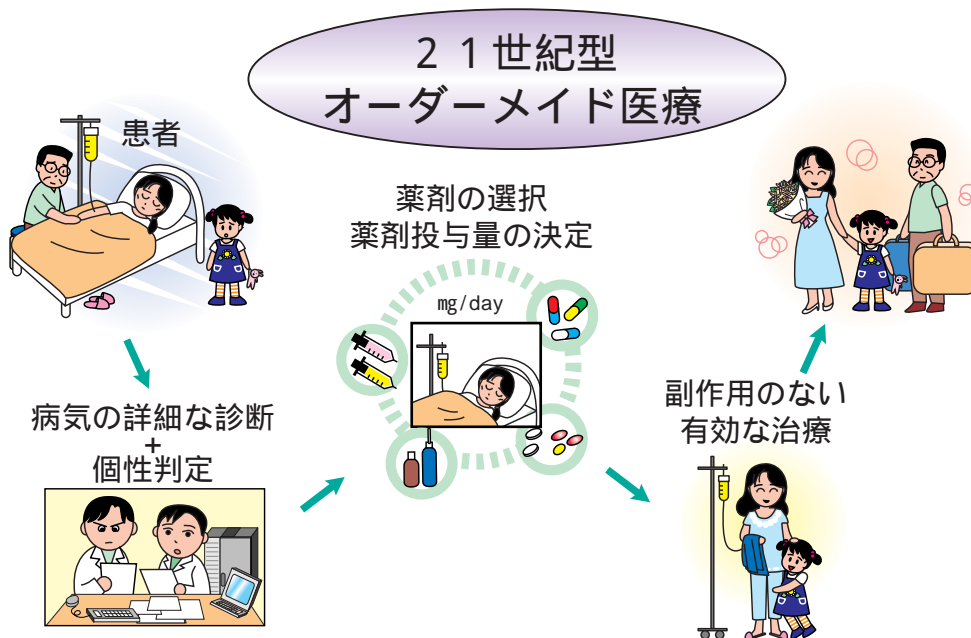 ２１世紀型
オーダーメイド医療
患者
病気の詳細な診断
+
個性判定
薬剤の選択
薬剤投与量の決定
mg/day
副作用のない
有効な治療